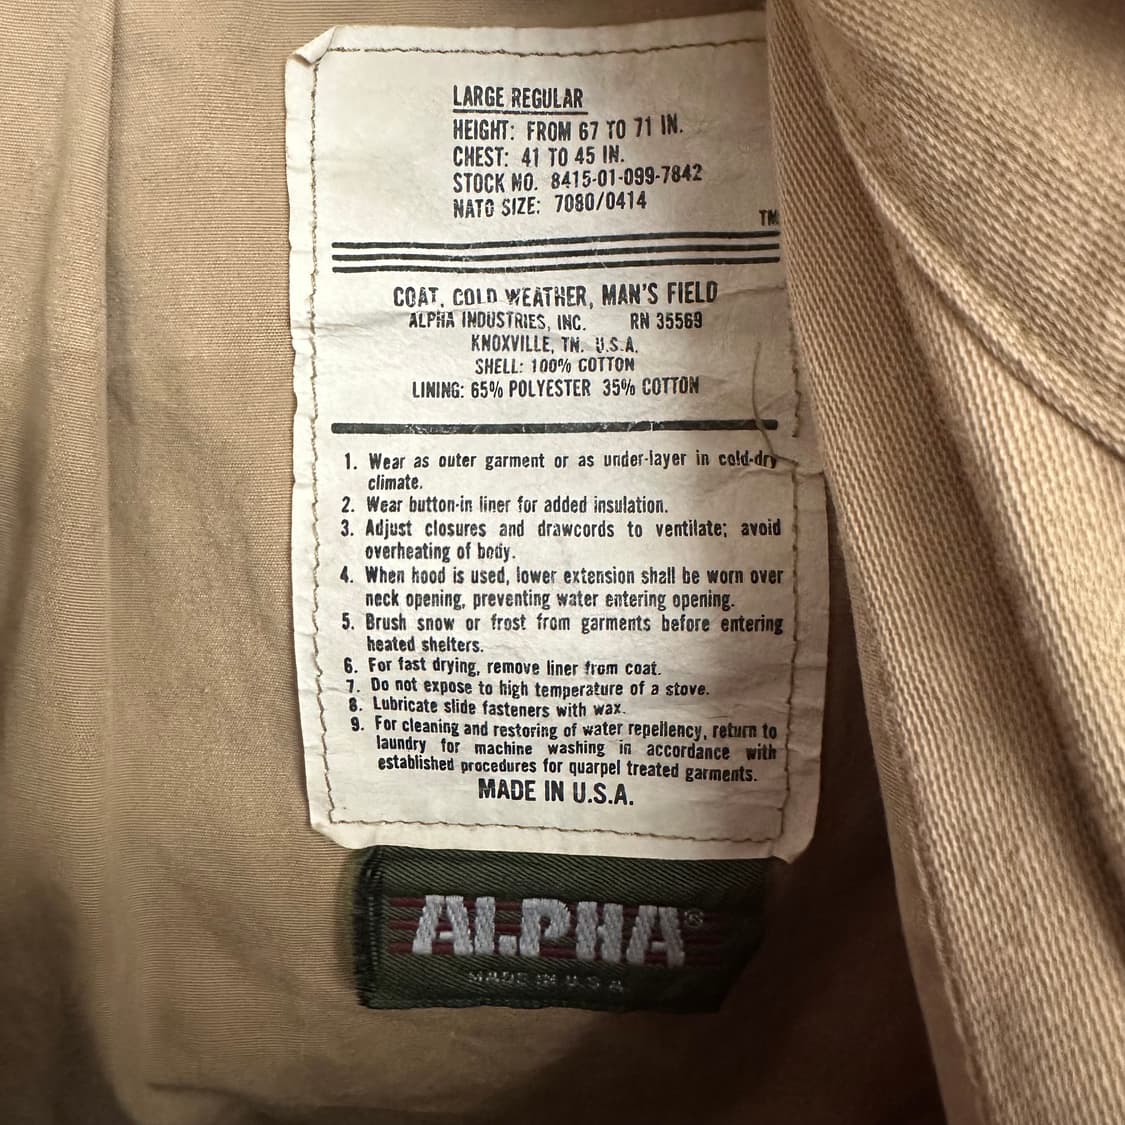 LARGE REGULAR
HEIGHT: FROM 67 TO 71 IN.
CHEST: 41 TO 45 IN.
STOCK NO. 8415-01-099-7842
NATO SIZE: 7080/0414
TM
COAT, COLD WEATHER, MAN'S FIELD
ALPHA INDUSTRIES, INC. RN 35569
KNOXVILLE, TN. U.S.A.
SHELL: 100% COTTON
LINING: 65% POLYESTER 35% COTTON
1. Wear as outer garment or as under-layer in cold-dry
climate.
2. Wear button-in liner for added insulation.
3. Adjust closures and drawcords to ventilate; avoid
overheating of body.
4. When hood is used, lower extension shall be worn over
neck opening, preventing water entering opening.
5. Brush snow or frost from garments before entering
heated shelters.
6. For fast drying, remove liner from coat.
7. Do not expose to high temperature of a stove.
8. Lubricate slide fasteners with wax.
9. For cleaning and restoring of water repellency, return to
laundry for machine washing in accordance with
established procedures for quarpel treated garments.
MADE IN U.S.A.
ALPHA®
MADE IN U.S.A